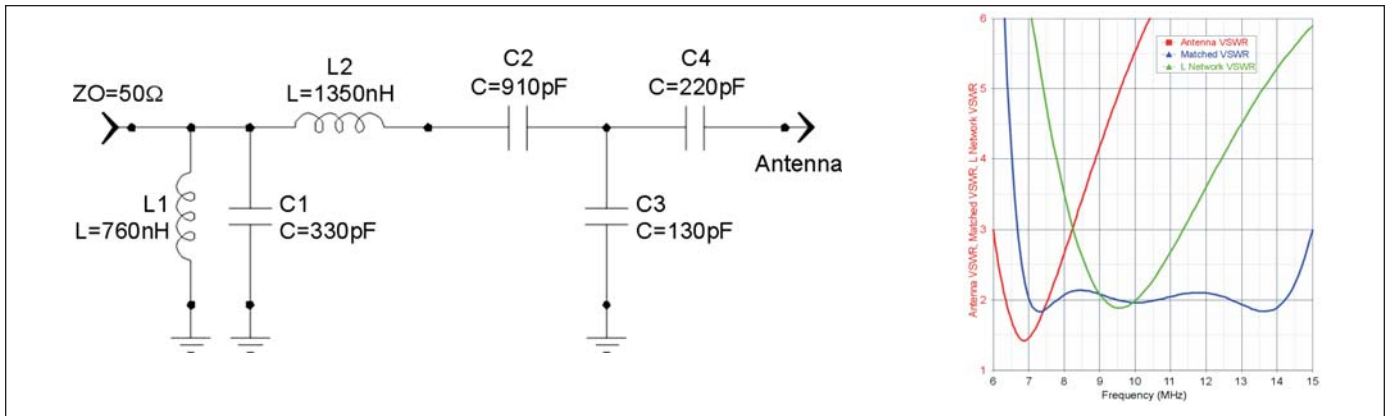 ZO=50Ω
L2
L=1350nH
C2
C=910pF
C4
C=220pF
Antenna
L1
L=760nH
C1
C=330pF
C3
C=130pF
Antenna VSWR, Matched VSWR, L Network VSWR
6
5
4
3
2
1
Antenna VSWR
Matched VSWR
L Network VSWR
6 7 8 9 10 11 12 13 14 15
Frequency (MHz)